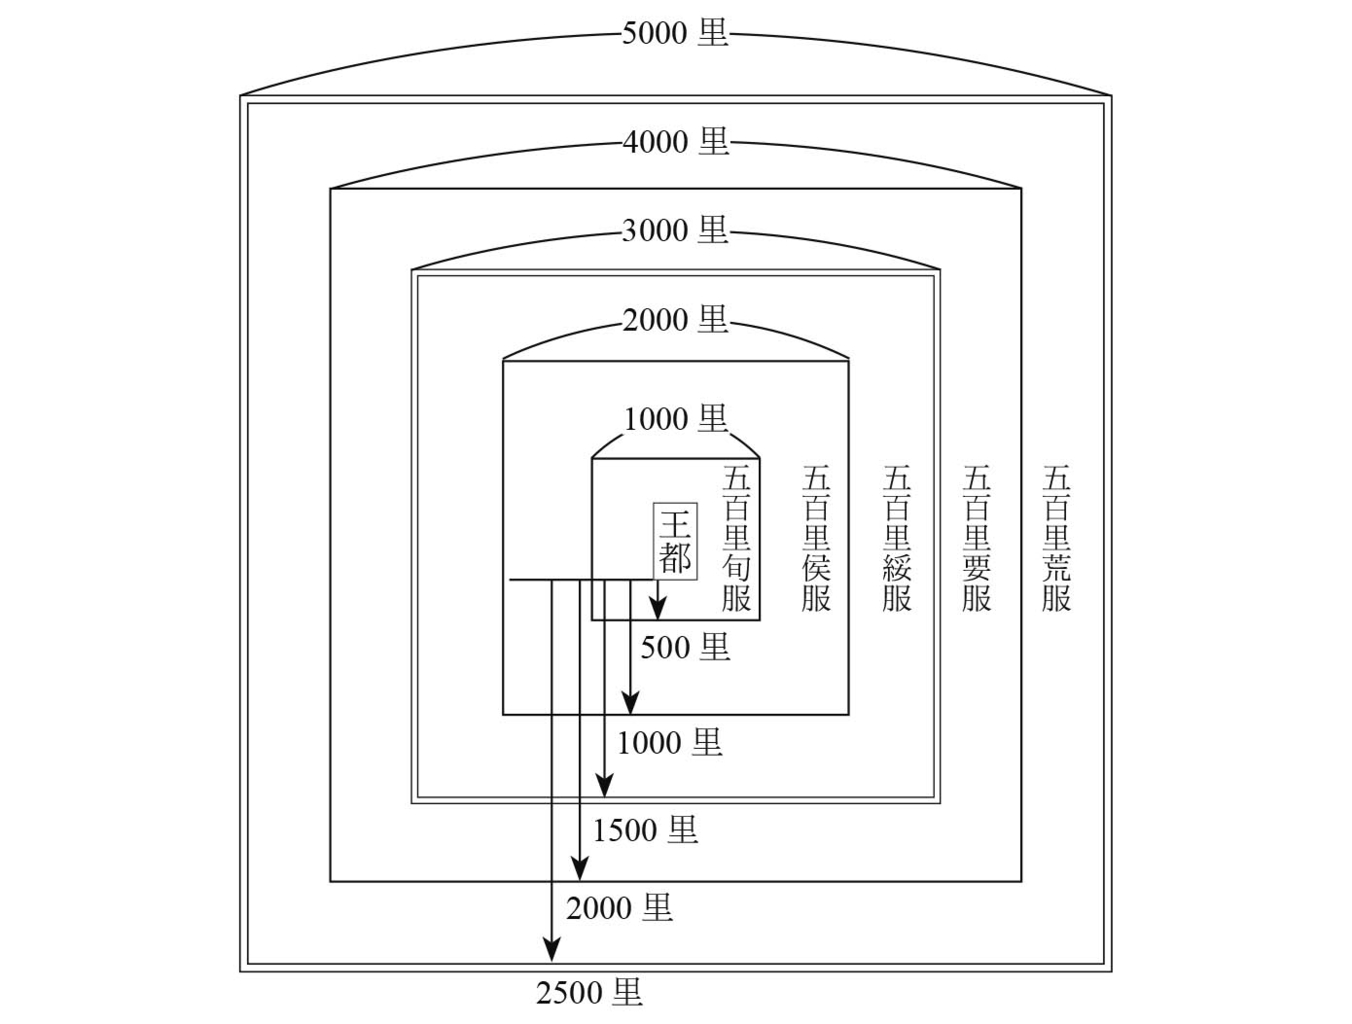 5000 里
4000 里
3000 里
2000 里
1000 里
王都
五百里旬服
五百里侯服
五百里綏服
五百里要服
五百里荒服
500 里
1000 里
1500 里
2000 里
2500 里